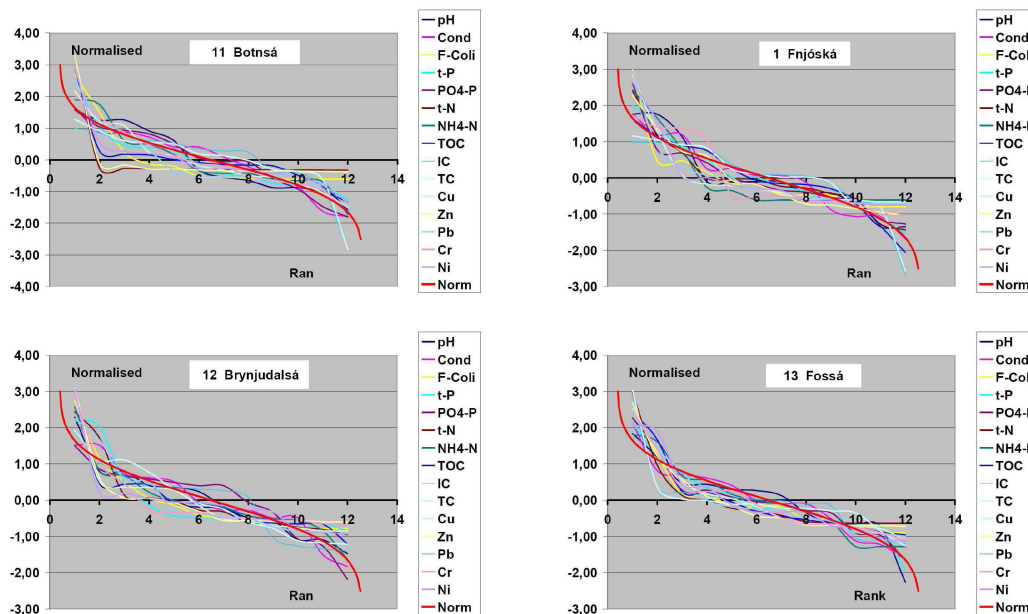 4,00
3,00
2,00
1,00
0,00
-1,00
-2,00
-3,00
-4,00
Normalised
11 Botnsá
0 2 4 6 8 10 12 14
Ran
pH
Cond
F-Coli
t-P
PO4-P
t-N
NH4-N
TOC
IC
TC
Cu
Zn
Pb
Cr
Ni
Norm
4,00
3,00
2,00
1,00
0,00
-1,00
-2,00
-3,00
Normalised
1 Fnjóská
0 2 4 6 8 10 12 14
Ran
pH
Cond
F-Coli
t-P
PO4-P
t-N
NH4-N
TOC
IC
TC
Cu
Zn
Pb
Cr
Ni
Norm
4,00
3,00
2,00
1,00
0,00
-1,00
-2,00
-3,00
Normalised
12 Brynjudalsá
0 2 4 6 8 10 12 14
Ran
pH
Cond
F-Coli
t-P
PO4-P
t-N
NH4-N
TOC
IC
TC
Cu
Zn
Pb
Cr
Ni
Norm
4,00
3,00
2,00
1,00
0,00
-1,00
-2,00
-3,00
Normalised
13 Fossá
0 2 4 6 8 10 12 14
Rank
pH
Cond
F-Coli
t-P
PO4-P
t-N
NH4-N
TOC
IC
TC
Cu
Zn
Pb
Cr
Ni
Norm